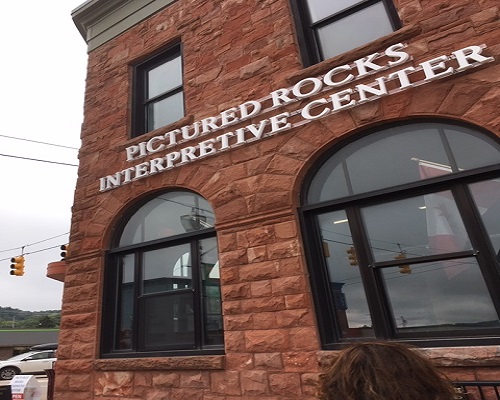 PICTURED ROCKS
INTERPRETIVE CENTER